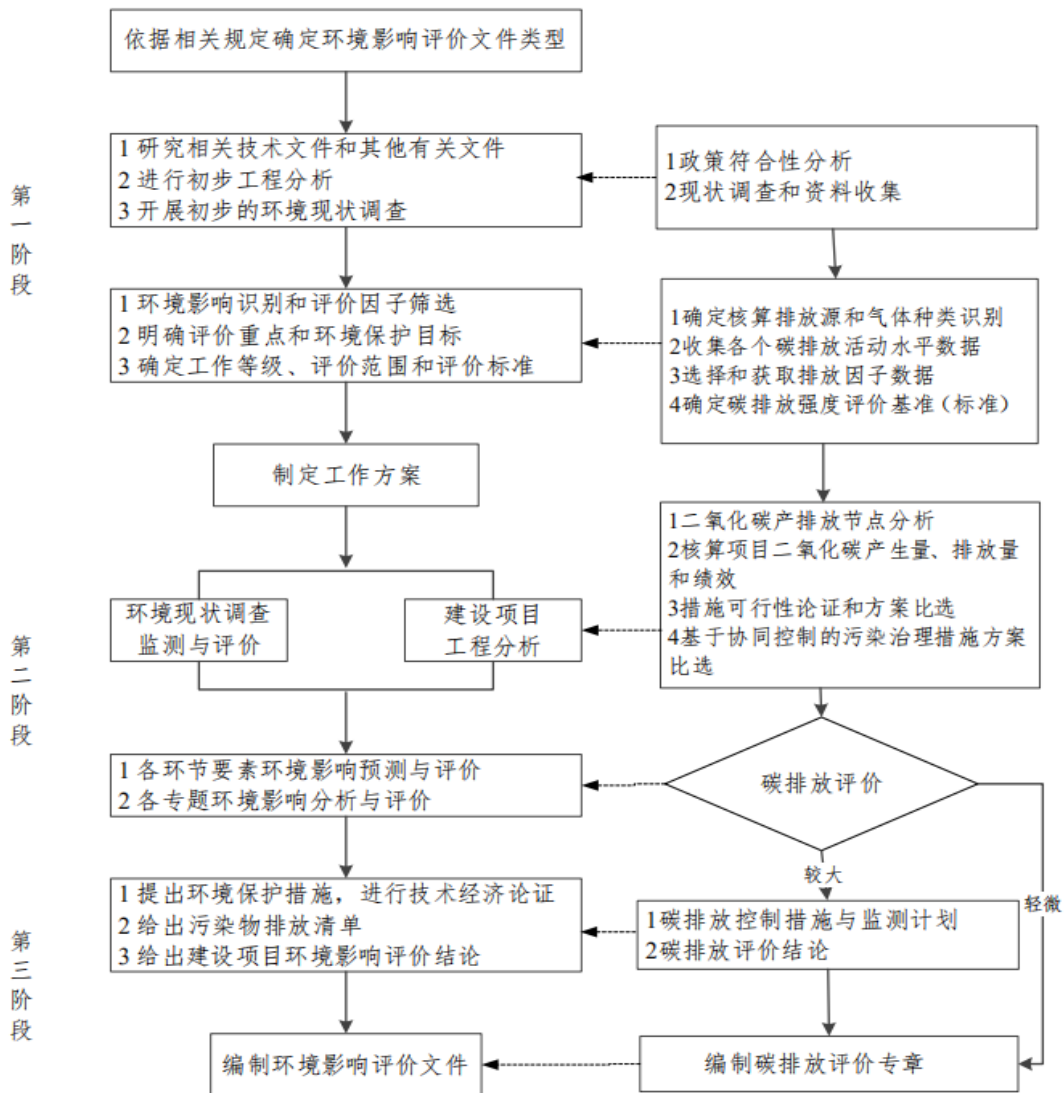 依据相关规定确定环境影响评价文件类型
第一阶段
1 研究相关技术文件和其他有关文件
2 进行初步工程分析
3 开展初步的环境现状调查
1政策符合性分析
2现状调查和资料收集
1 环境影响识别和评价因子筛选
2 明确评价重点和环境保护目标
3 确定工作等级、评价范围和评价标准
1确定核算排放源和气体种类识别
2收集各个碳排放活动水平数据
3选择和获取排放因子数据
4确定碳排放强度评价基准（标准）
制定工作方案
第二阶段
环境现状调查
监测与评价
建设项目
工程分析
1二氧化碳产排放节点分析
2核算项目二氧化碳产生量、排放量
和绩效
3措施可行性论证和方案比选
4基于协同控制的污染治理措施方案
比选
1 各环节要素环境影响预测与评价
2 各专题环境影响分析与评价
碳排放评价
较大
轻微
第三阶段
1 提出环境保护措施，进行技术经济论证
2 给出污染物排放清单
3 给出建设项目环境影响评价结论
1碳排放控制措施与监测计划
2碳排放评价结论
编制环境影响评价文件
编制碳排放评价专章